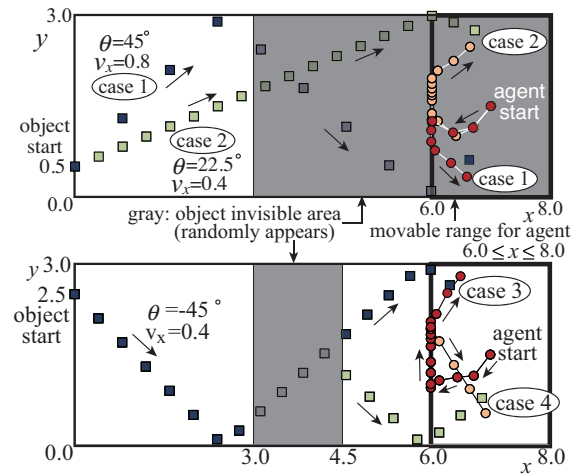 3.0
y
θ=45°
vx=0.8
case 1
case 2
θ=22.5°
vx=0.4
object
start
0.5
0.0
case 2
agent
start
case 1
3.0
6.0
x
8.0
gray: object invisible area
(randomly appears)
movable range for agent
6.0 ≤ x ≤ 8.0
y
3.0
2.5
object
start
θ=-45°
vx=0.4
case 3
agent
start
case 4
0.0
3.0
4.5
6.0
x
8.0